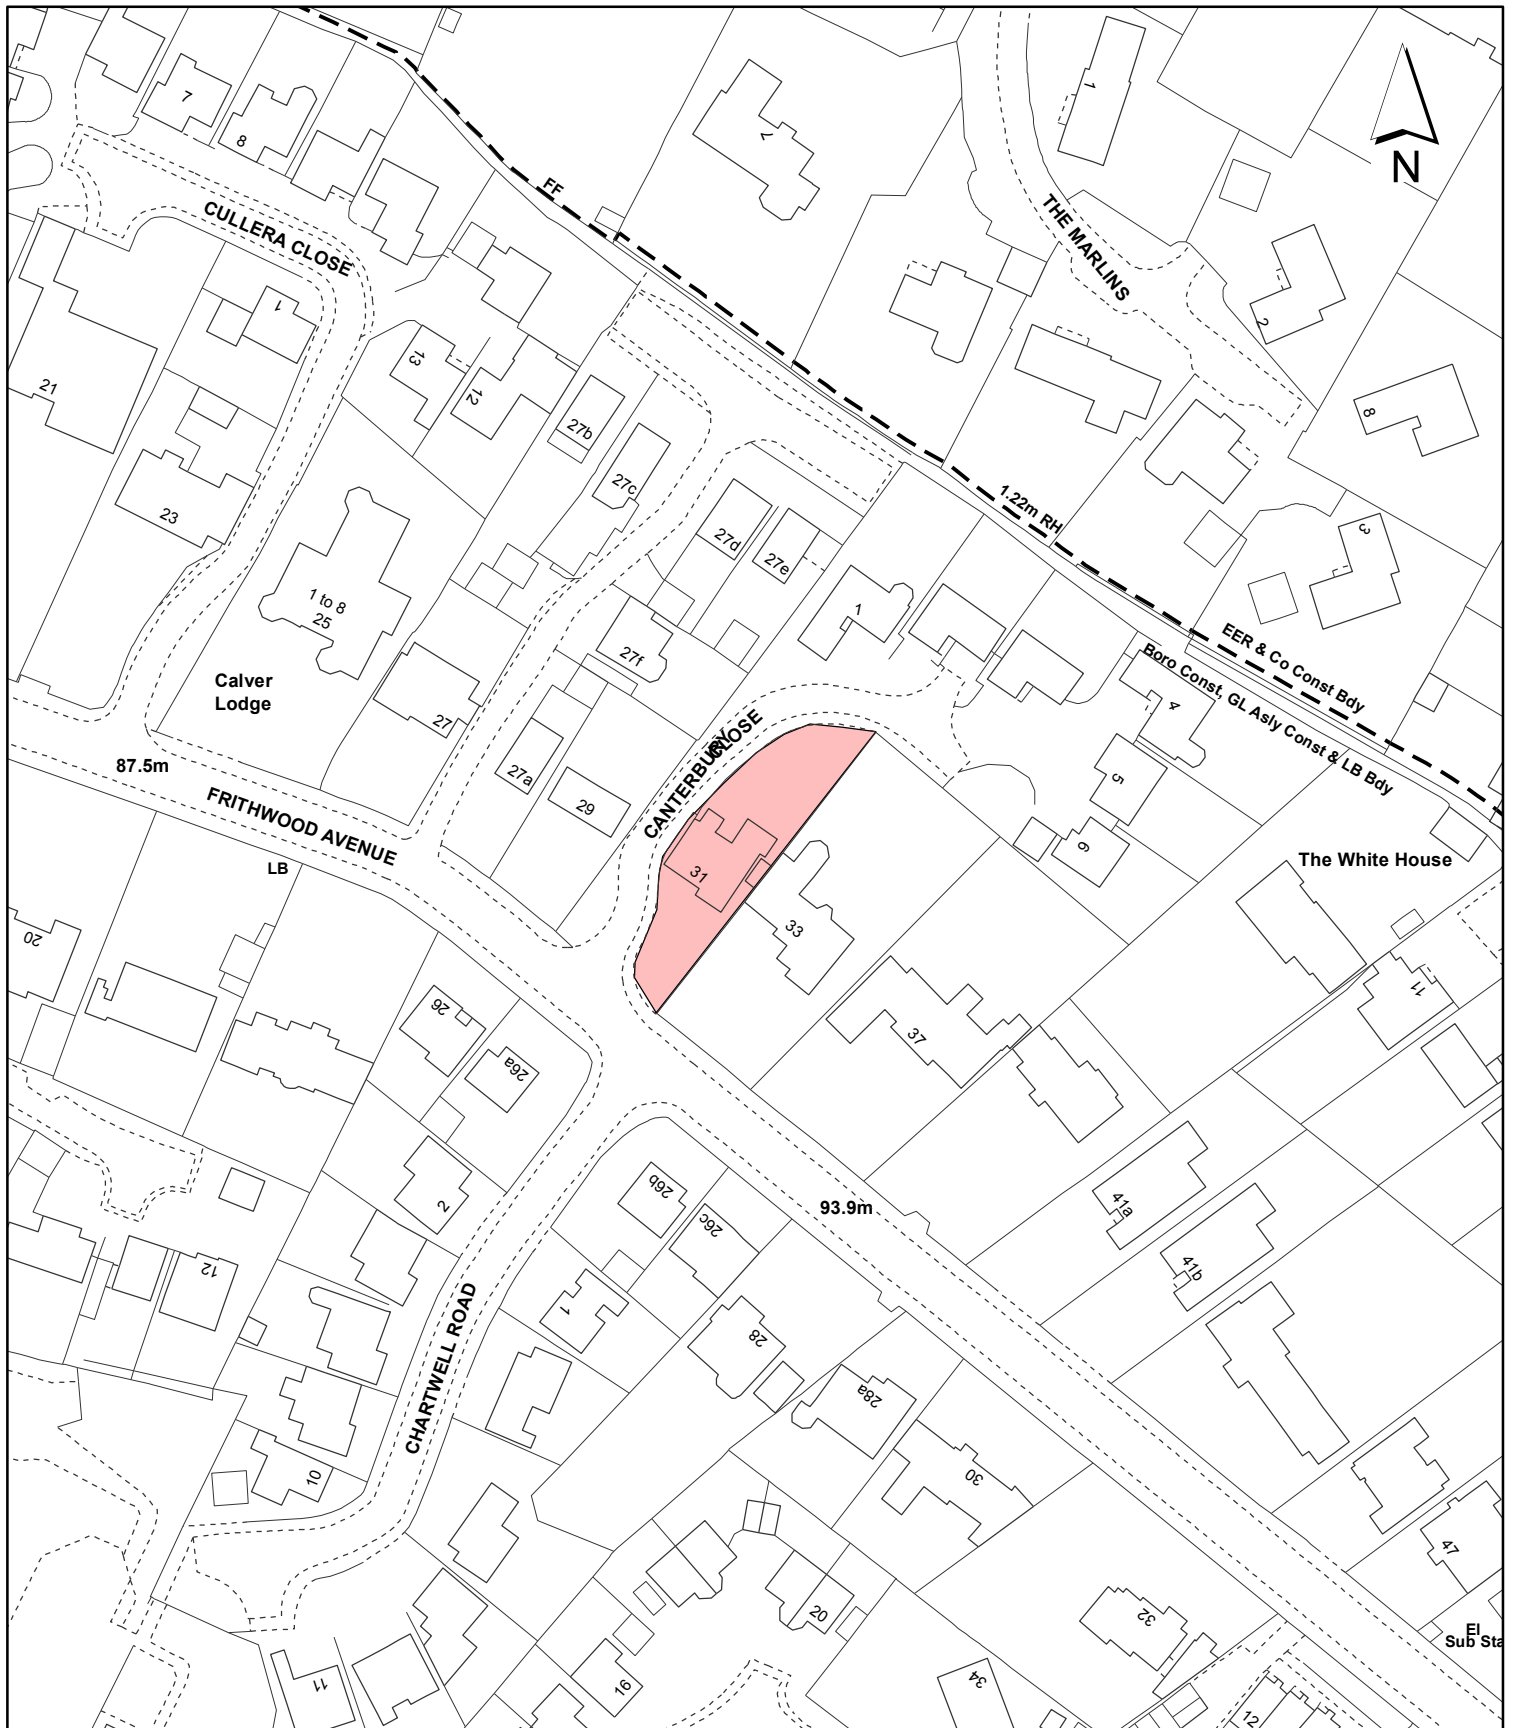 7
8
7
1
N
FF
CULLERA CLOSE
THE MARLINS
1
2
21
13
12
27b
8
27c
23
27d
27e
1.22m RH
3
1 to 8
25
1
27f
EER & Co Const Bdy
Boro Const, GL Asly Const & LB Bdy
Calver
Lodge
27
4
CANTERBURY CLOSE
87.5m
27a
5
29
FRITHWOOD AVENUE
6
The White House
LB
31
33
20
11
26
37
26a
26b
41a
2
93.9m
26c
41b
12
1
28
CHARTWELL ROAD
28a
10
30
47
20
32
El
Sub Sta
11
16
34
12